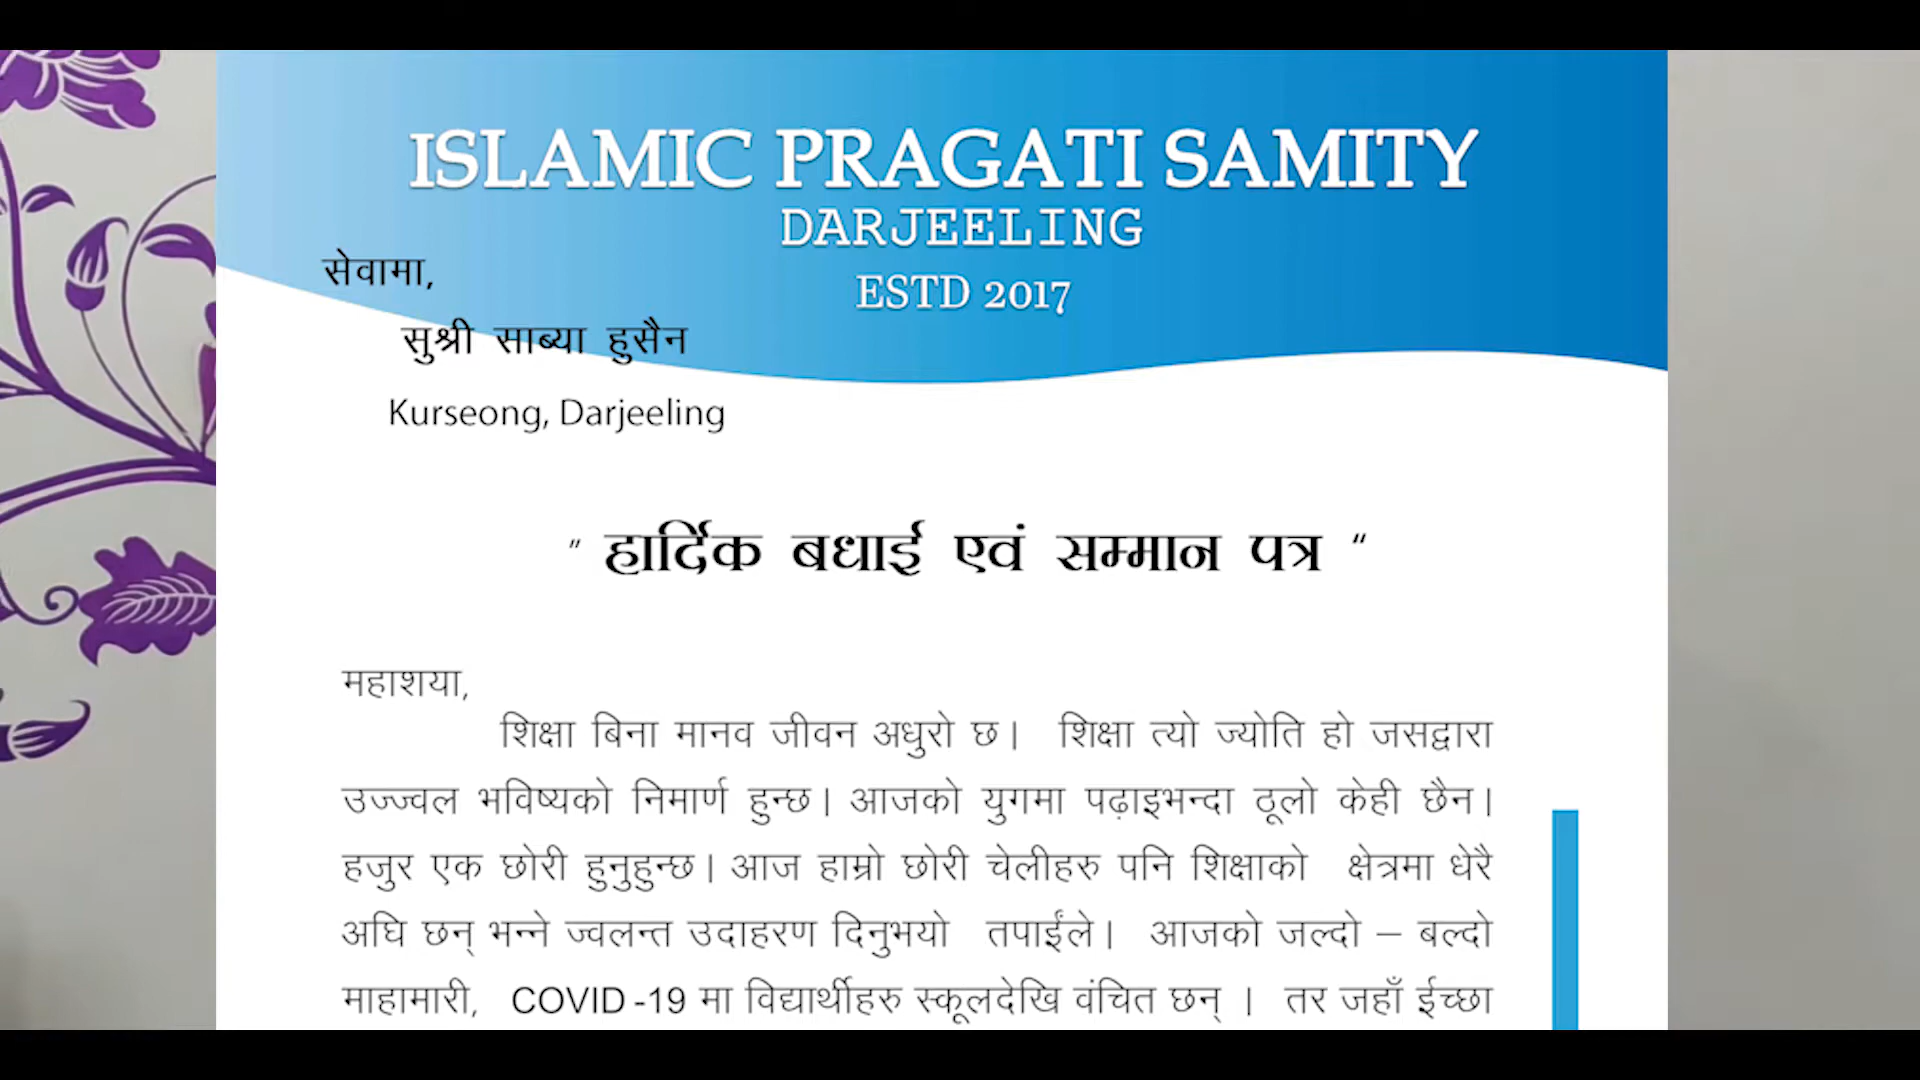 ISLAMIC PRAGATI SAMITY
DARJEELING
ESTD 2017
सेवामा,
सुश्री साब्या हुसैन
Kurseong, Darjeeling
" हार्दिक बधाई एवं सम्मान पत्र "
महाशया,
शिक्षा बिना मानव जीवन अधुरो छ। शिक्षा त्यो ज्योति हो जसद्वारा
उज्ज्वल भविष्यको निमार्ण हुन्छ। आजको युगमा पढ़ाइभन्दा ठूलो केही छैन।
हजुर एक छोरी हुनुहुन्छ। आज हाम्रो छोरी चेलीहरु पनि शिक्षाको क्षेत्रमा धेरै
अघि छन् भन्ने ज्वलन्त उदाहरण दिनुभयो तपाईंले। आजको जल्दो – बल्दो
माहामारी, COVID -19 मा विद्यार्थीहरु स्कूलदेखि वंचित छन् । तर जहाँ ईच्छा